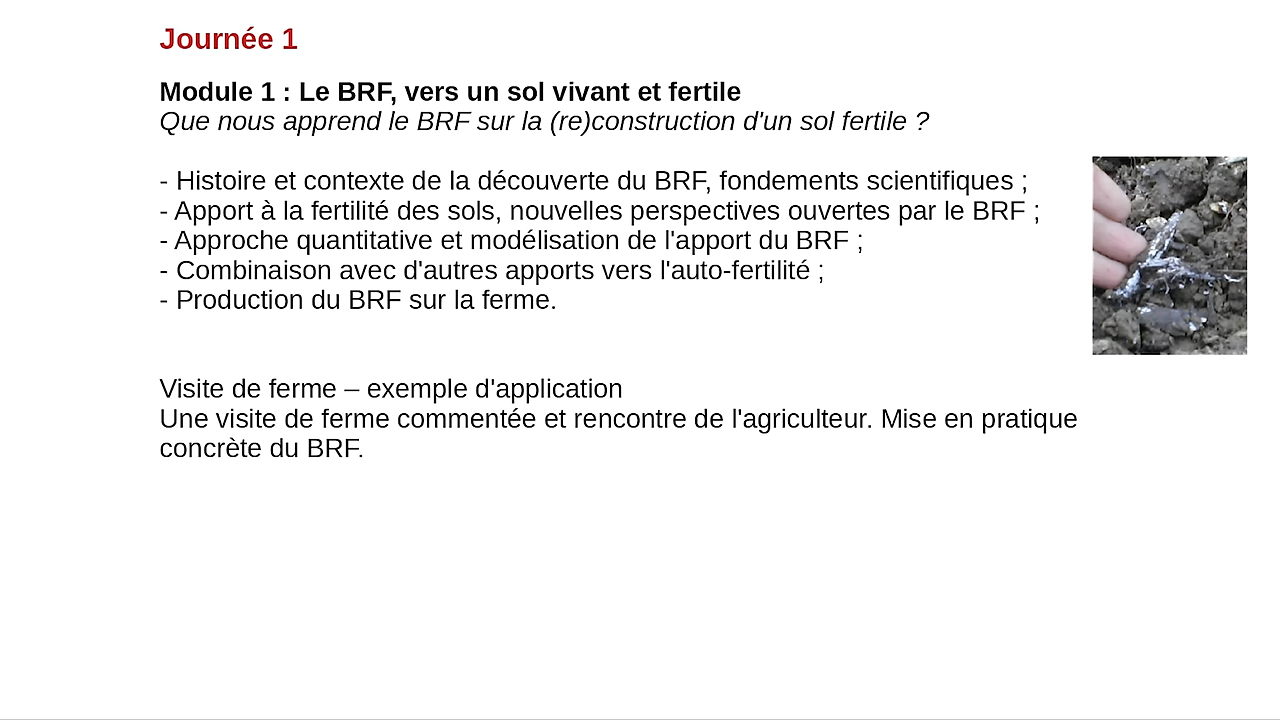 Journée 1
Module 1 : Le BRF, vers un sol vivant et fertile
Que nous apprend le BRF sur la (re)construction d'un sol fertile ?
- Histoire et contexte de la découverte du BRF, fondements scientifiques ;
- Apport à la fertilité des sols, nouvelles perspectives ouvertes par le BRF ;
- Approche quantitative et modélisation de l'apport du BRF ;
- Combinaison avec d'autres apports vers l'auto-fertilité ;
- Production du BRF sur la ferme.
Visite de ferme – exemple d'application
Une visite de ferme commentée et rencontre de l'agriculteur. Mise en pratique
concrète du BRF.